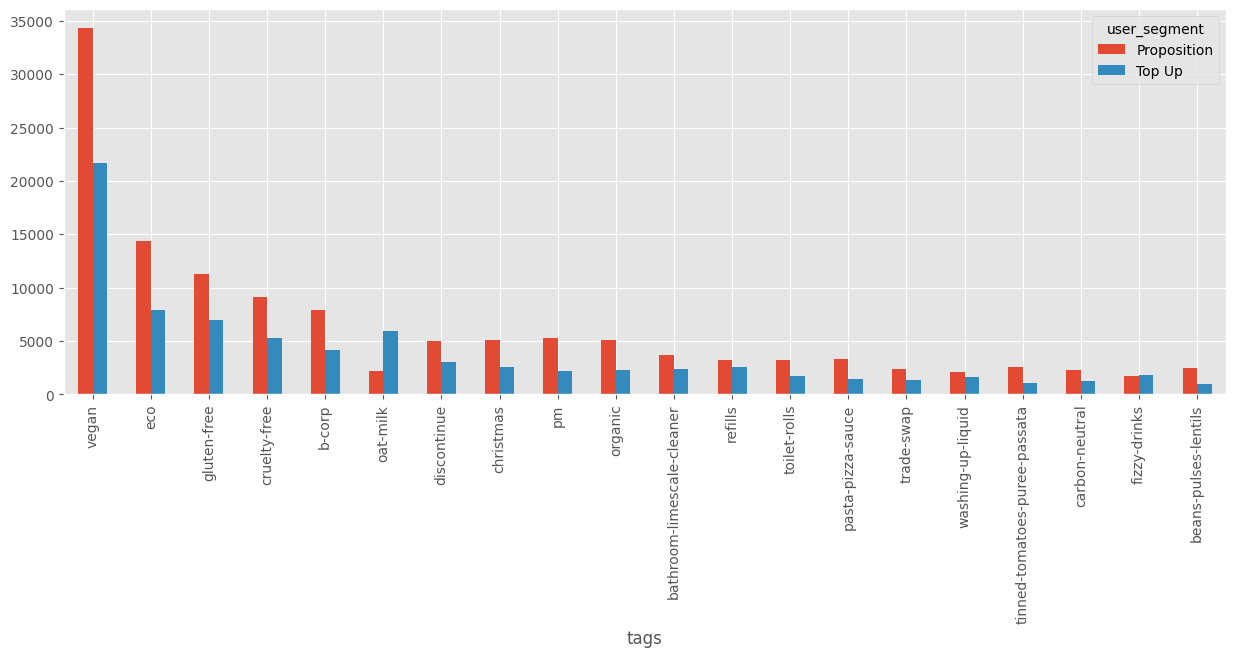 35000
30000
25000
20000
15000
10000
5000
0
user_segment
Proposition
Top Up
vegan
eco
gluten-free
cruelty-free
b-corp
oat-milk
discontinue
christmas
pm
organic
bathroom-limescale-cleaner
refills
toilet-rolls
pasta-pizza-sauce
trade-swap
washing-up-liquid
tinned-tomatoes-puree-passata
carbon-neutral
fizzy-drinks
beans-pulses-lentils
tags